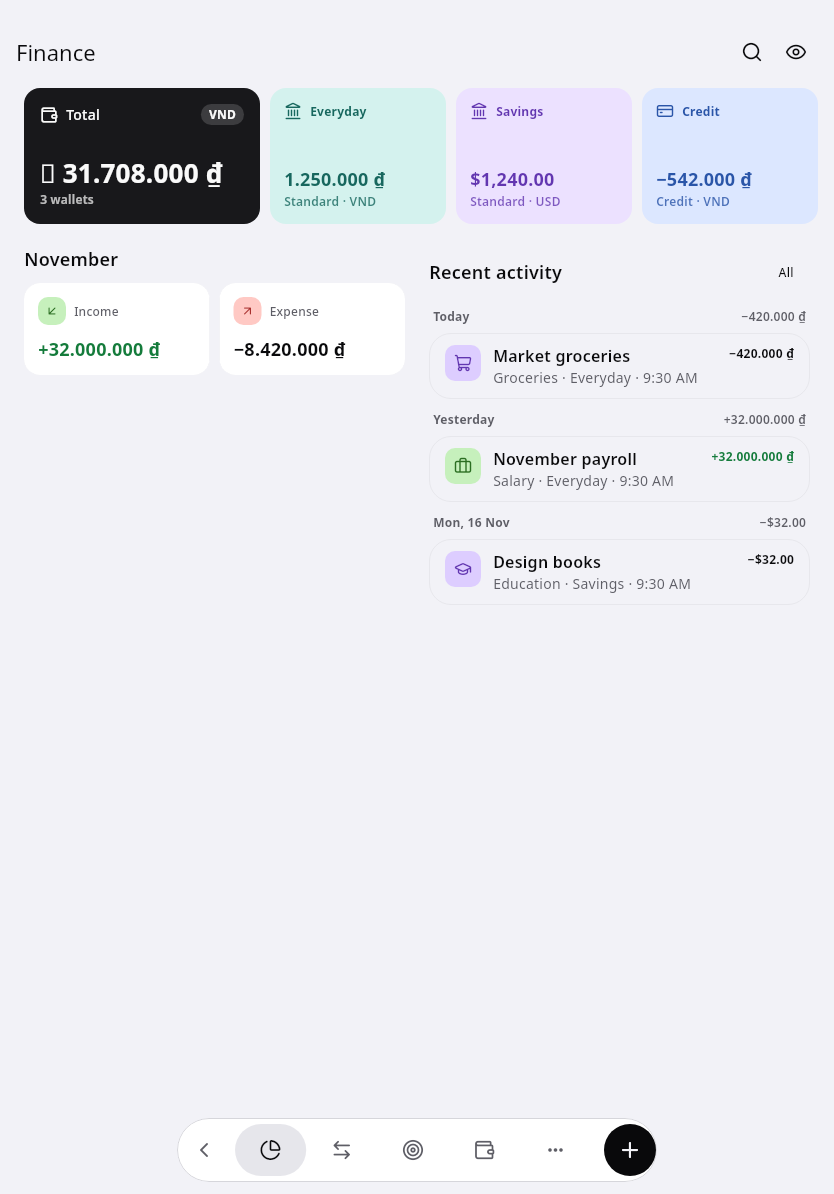 Finance
Total
VND
31.708.000 ₫
3 wallets
Everyday
1.250.000 ₫
Standard · VND
Savings
$1,240.00
Standard · USD
Credit
−542.000 ₫
Credit · VND
November
Income
+32.000.000 ₫
Expense
−8.420.000 ₫
Recent activity
All
Today
−420.000 ₫
Market groceries
−420.000 ₫
Groceries · Everyday · 9:30 AM
Yesterday
+32.000.000 ₫
November payroll
+32.000.000 ₫
Salary · Everyday · 9:30 AM
Mon, 16 Nov
−$32.00
Design books
−$32.00
Education · Savings · 9:30 AM